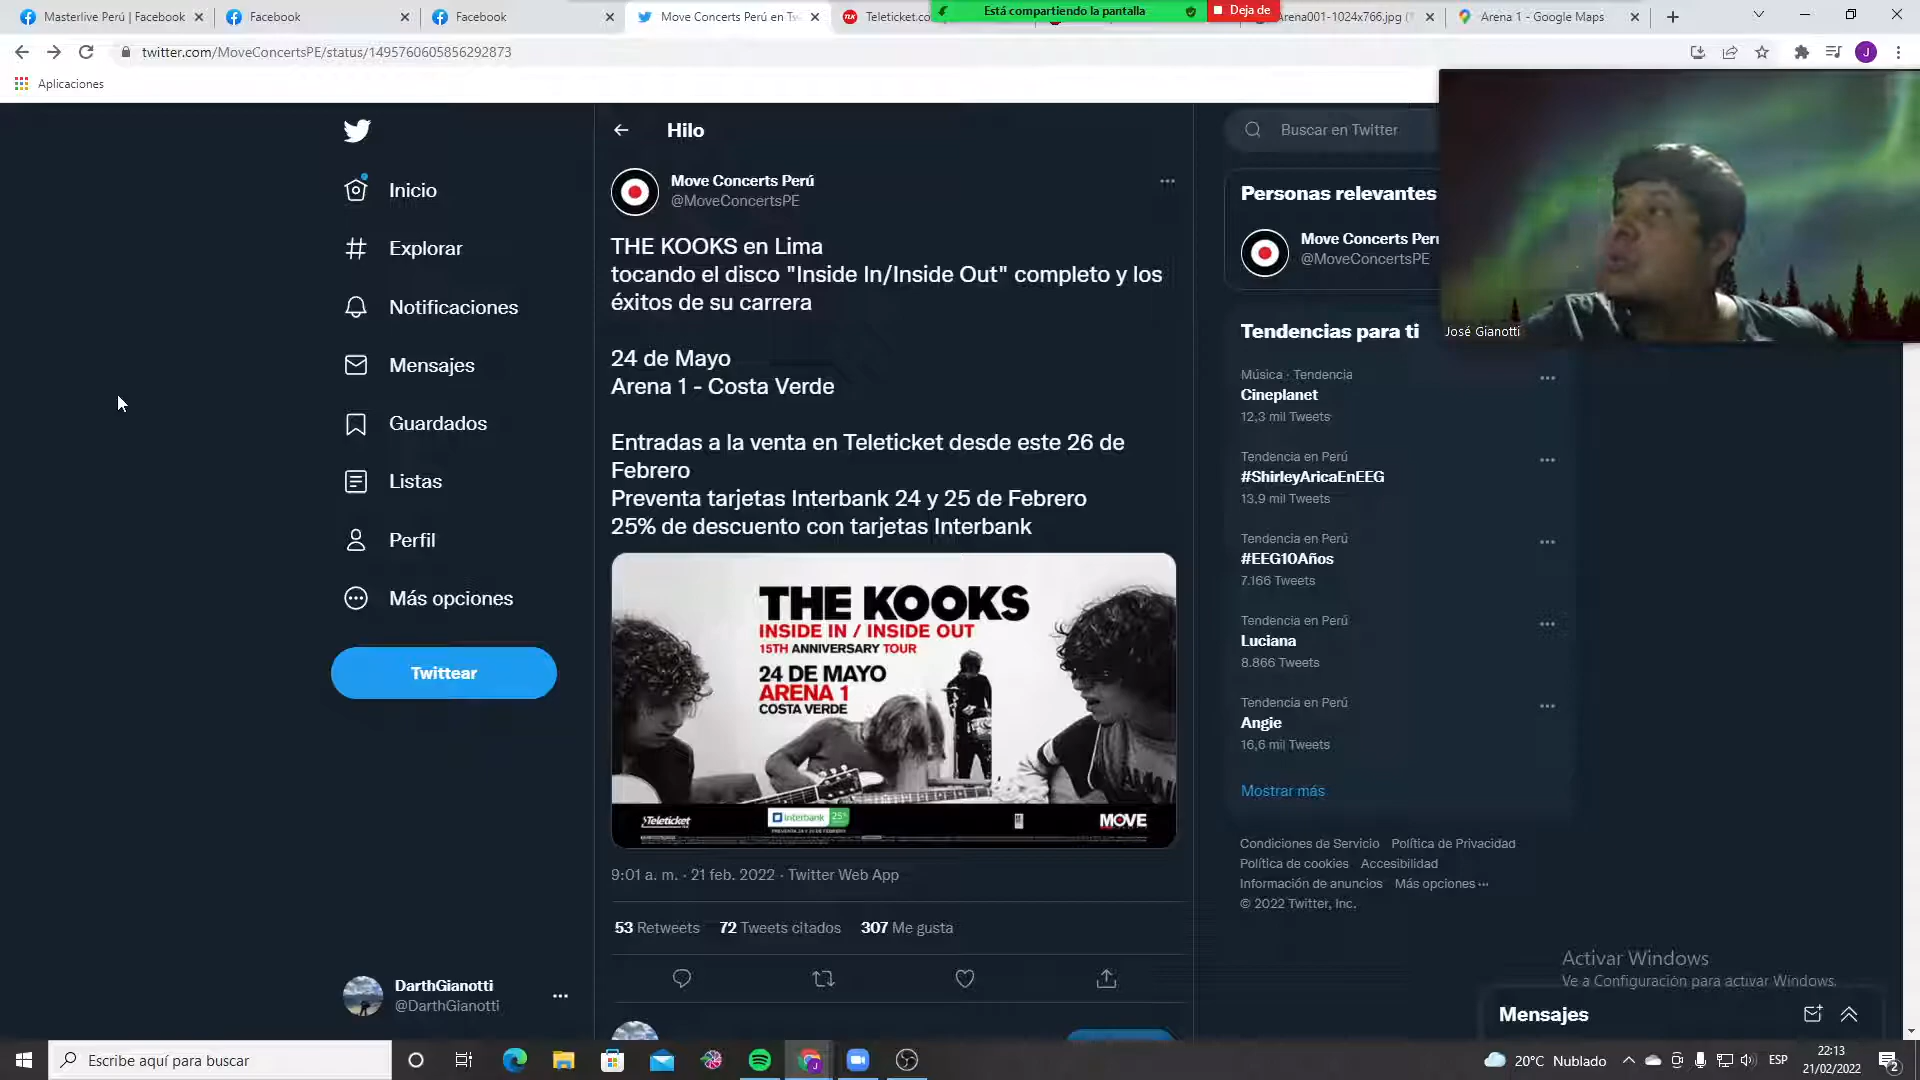 Masterlive Perú | Facebook
Facebook
Facebook
Move Concerts Perú en Tw
Teleticket.co
Está compartiendo la pantalla
Deja de
Arena001-1024x766.jpg (
Arena 1 - Google Maps
twitter.com/MoveConcertsPE/status/1495760605856292873
Aplicaciones
Inicio
Explorar
Notificaciones
Mensajes
Guardados
Listas
Perfil
Más opciones
Twittear
DarthGianotti
@DarthGianotti
Hilo
Move Concerts Perú
@MoveConcertsPE
THE KOOKS en Lima
tocando el disco "Inside In/Inside Out" completo y los
éxitos de su carrera
24 de Mayo
Arena 1 - Costa Verde
Entradas a la venta en Teleticket desde este 26 de
Febrero
Preventa tarjetas Interbank 24 y 25 de Febrero
25% de descuento con tarjetas Interbank
THE KOOKS
INSIDE IN / INSIDE OUT
15TH ANNIVERSARY TOUR
24 DE MAYO
ARENA 1
COSTA VERDE
Teleticket
Interbank 25%
PREVENTA 24 Y 25 DE FEBRERO
MOVE
9:01 a. m. · 21 feb. 2022 · Twitter Web App
53 Retweets 72 Tweets citados 307 Me gusta
Buscar en Twitter
Personas relevantes
Move Concerts Perú
@MoveConcertsPE
José Gianotti
Tendencias para ti
Música · Tendencia
Cineplanet
12,3 mil Tweets
Tendencia en Perú
#ShirleyAricaEnEEG
13,9 mil Tweets
Tendencia en Perú
#EEG10Años
7.166 Tweets
Tendencia en Perú
Luciana
8.866 Tweets
Tendencia en Perú
Angie
16,6 mil Tweets
Mostrar más
Condiciones de Servicio Política de Privacidad
Política de cookies Accesibilidad
Información de anuncios Más opciones ···
© 2022 Twitter, Inc.
Activar Windows
Ve a Configuración para activar Windows.
Mensajes
Escribe aquí para buscar
20°C Nublado
ESP
22:13
21/02/2022
2